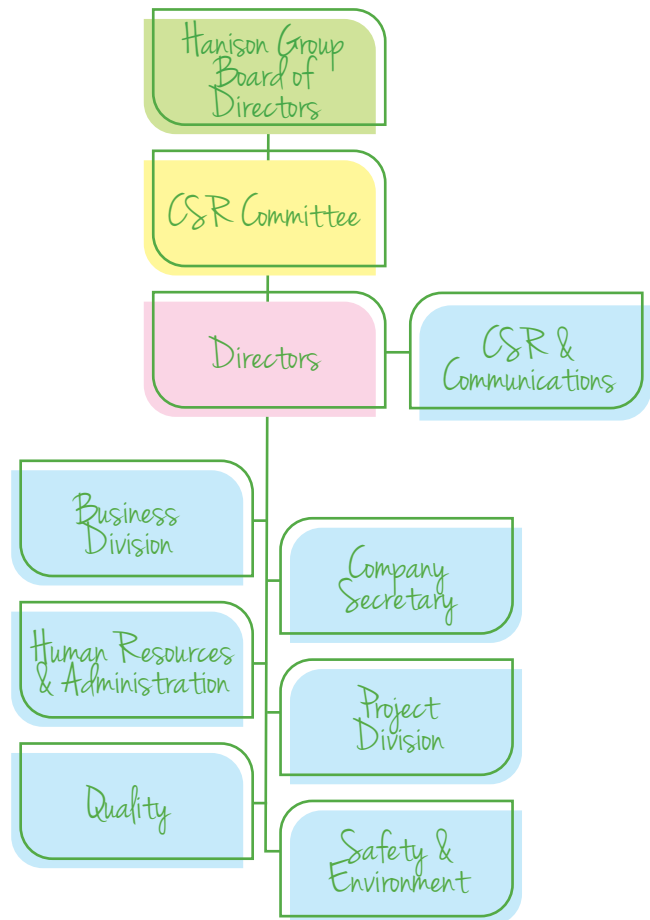 Hanison Group
Board of
Directors
CSR Committee
Directors
CSR &
Communications
Business
Division
Company
Secretary
Human Resources
& Administration
Project
Division
Quality
Safety &
Environment